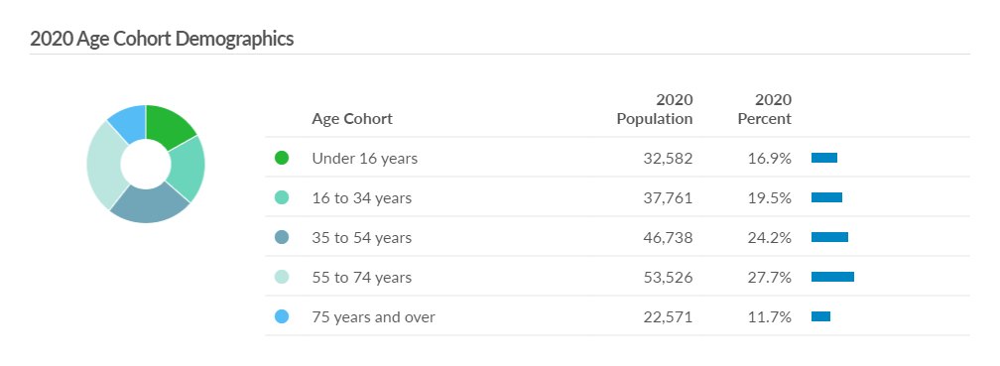 2020 Age Cohort Demographics
Age Cohort 2020 Population 2020 Percent
Under 16 years 32,582 16.9%
16 to 34 years 37,761 19.5%
35 to 54 years 46,738 24.2%
55 to 74 years 53,526 27.7%
75 years and over 22,571 11.7%